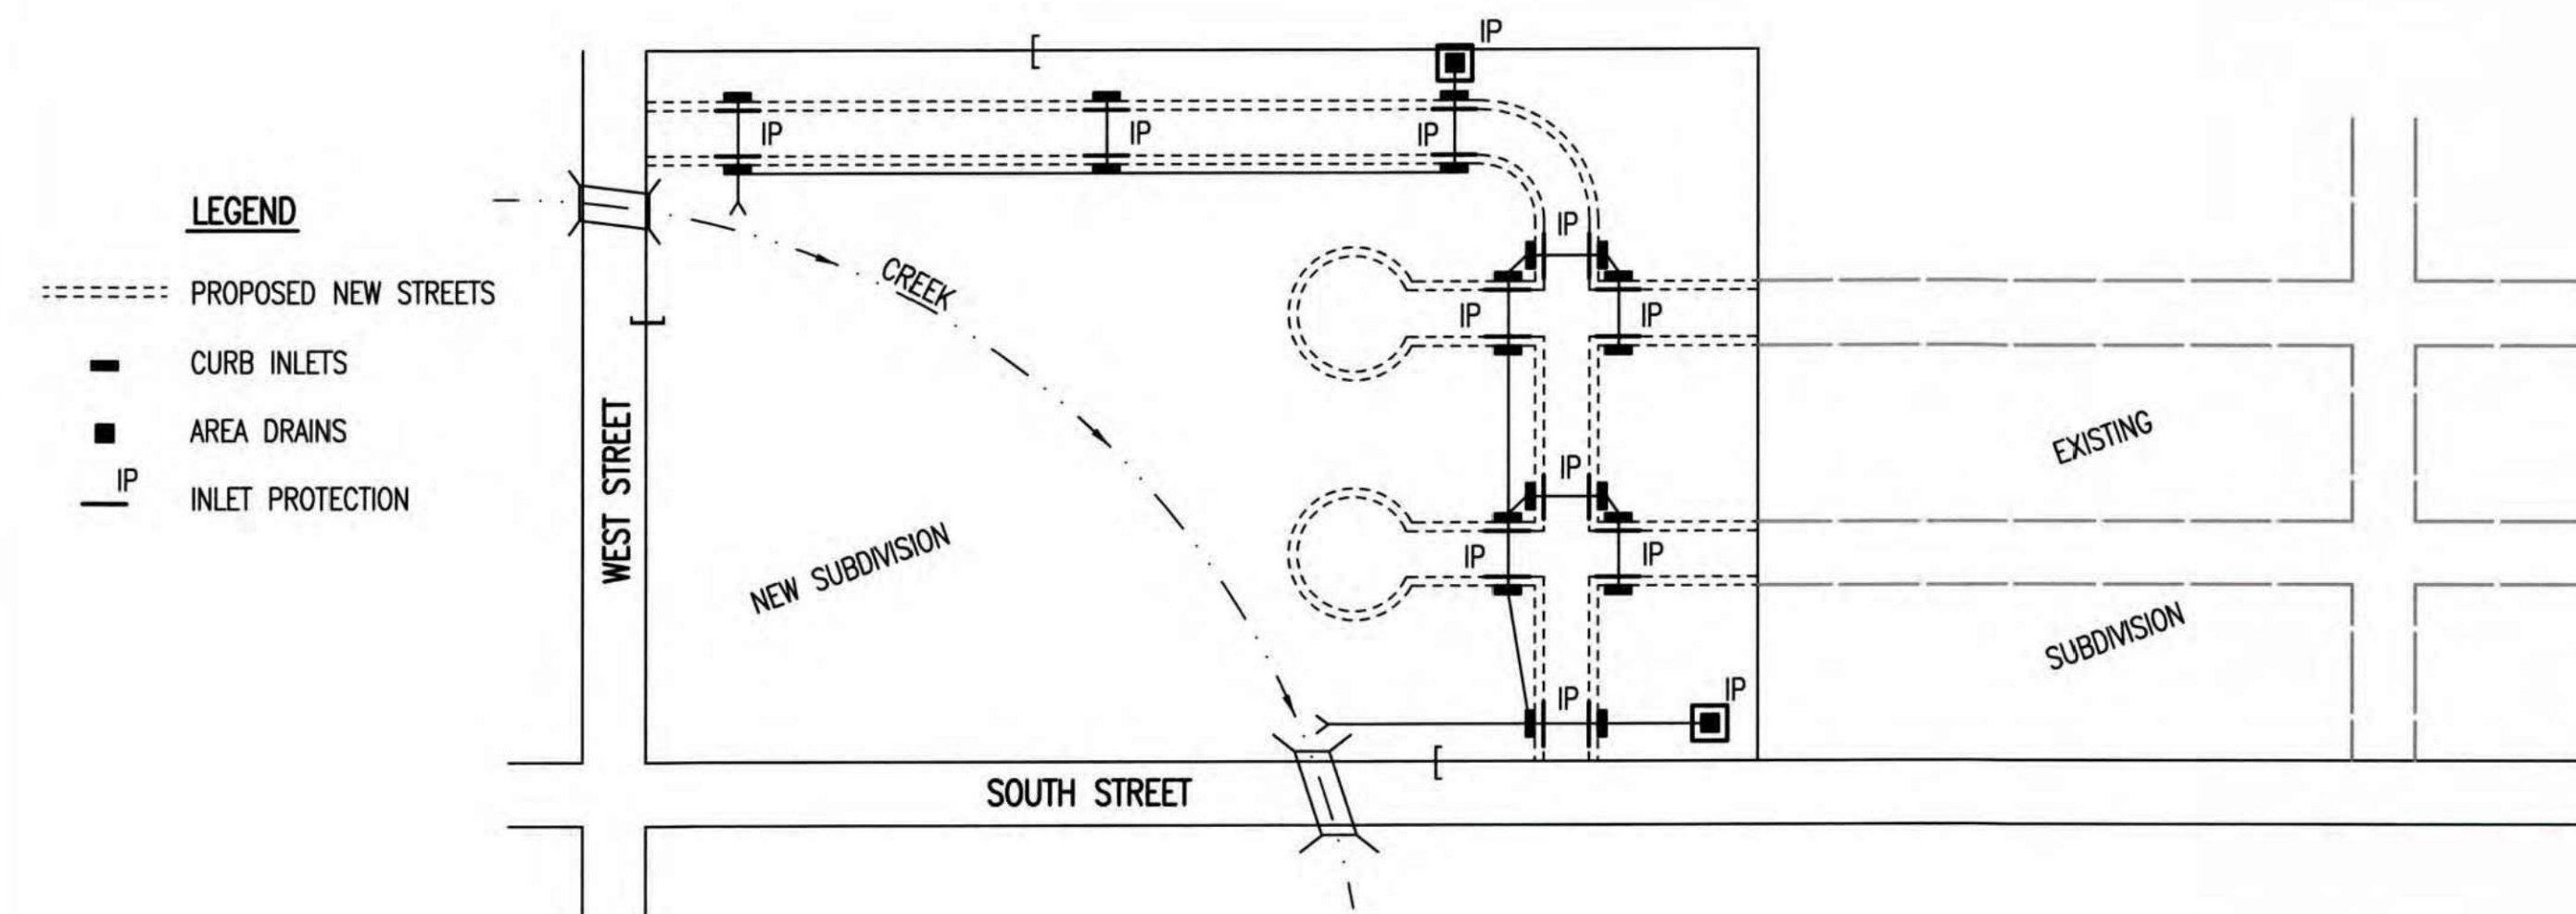 IP
IP
IP
IP
LEGEND
IP
CREEK
PROPOSED NEW STREETS
IP
IP
CURB INLETS
WEST STREET
AREA DRAINS
EXISTING
IP
IP
INLET PROTECTION
NEW SUBDIVISION
IP
IP
SUBDIVISION
IP
IP
SOUTH STREET